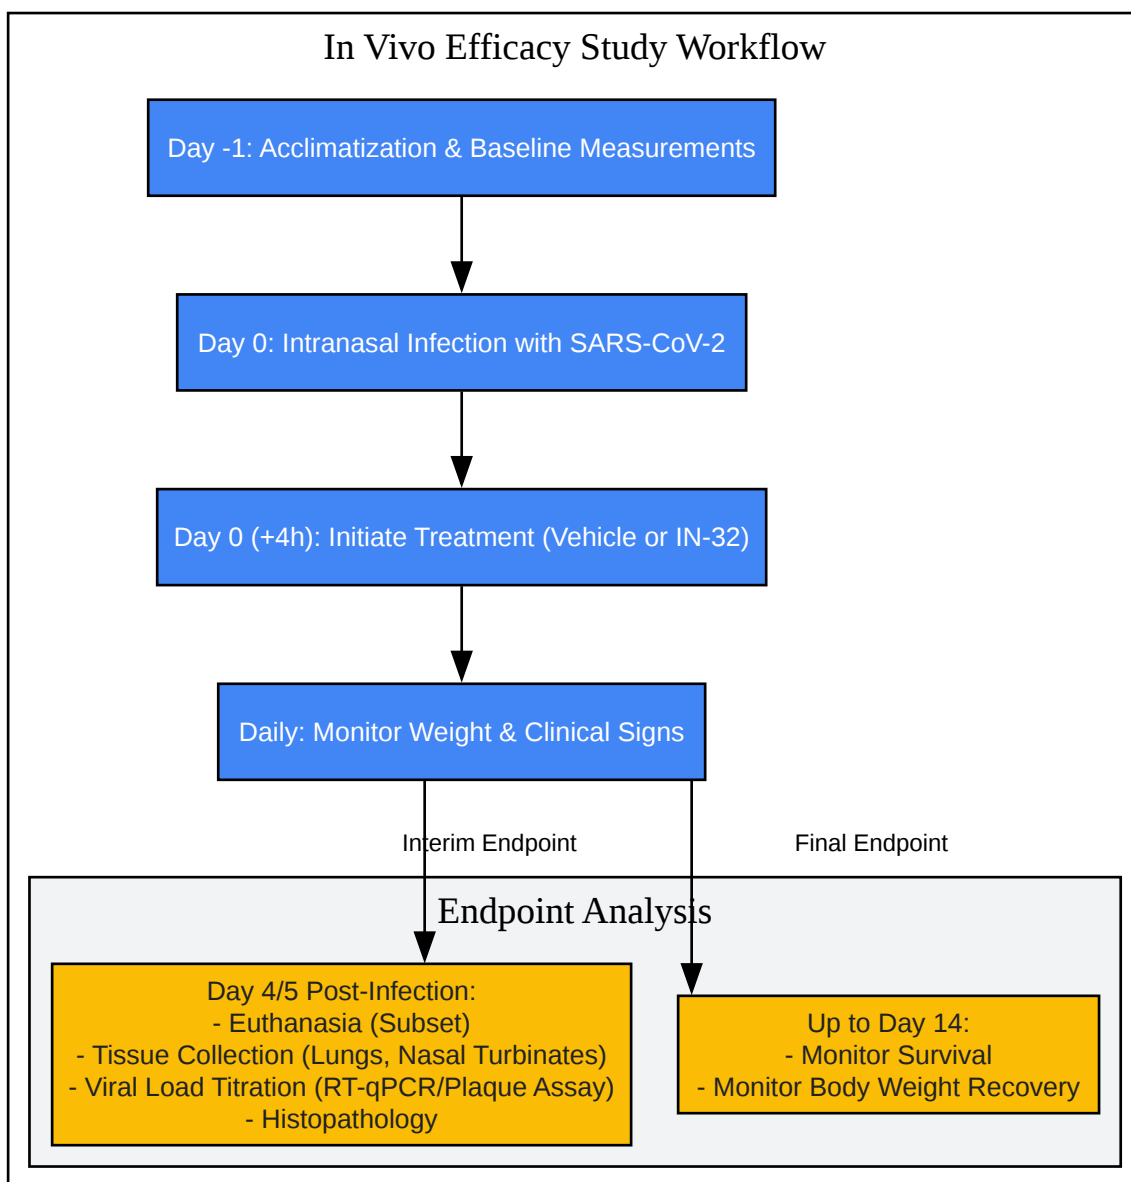 In Vivo Efficacy Study Workflow
Day -1: Acclimatization & Baseline Measurements
Day 0: Intranasal Infection with SARS-CoV-2
Day 0 (+4h): Initiate Treatment (Vehicle or IN-32)
Daily: Monitor Weight & Clinical Signs
Interim Endpoint
Final Endpoint
Endpoint Analysis
Day 4/5 Post-Infection:
- Euthanasia (Subset)
- Tissue Collection (Lungs, Nasal Turbinates)
- Viral Load Titration (RT-qPCR/Plaque Assay)
- Histopathology
Up to Day 14:
- Monitor Survival
- Monitor Body Weight Recovery